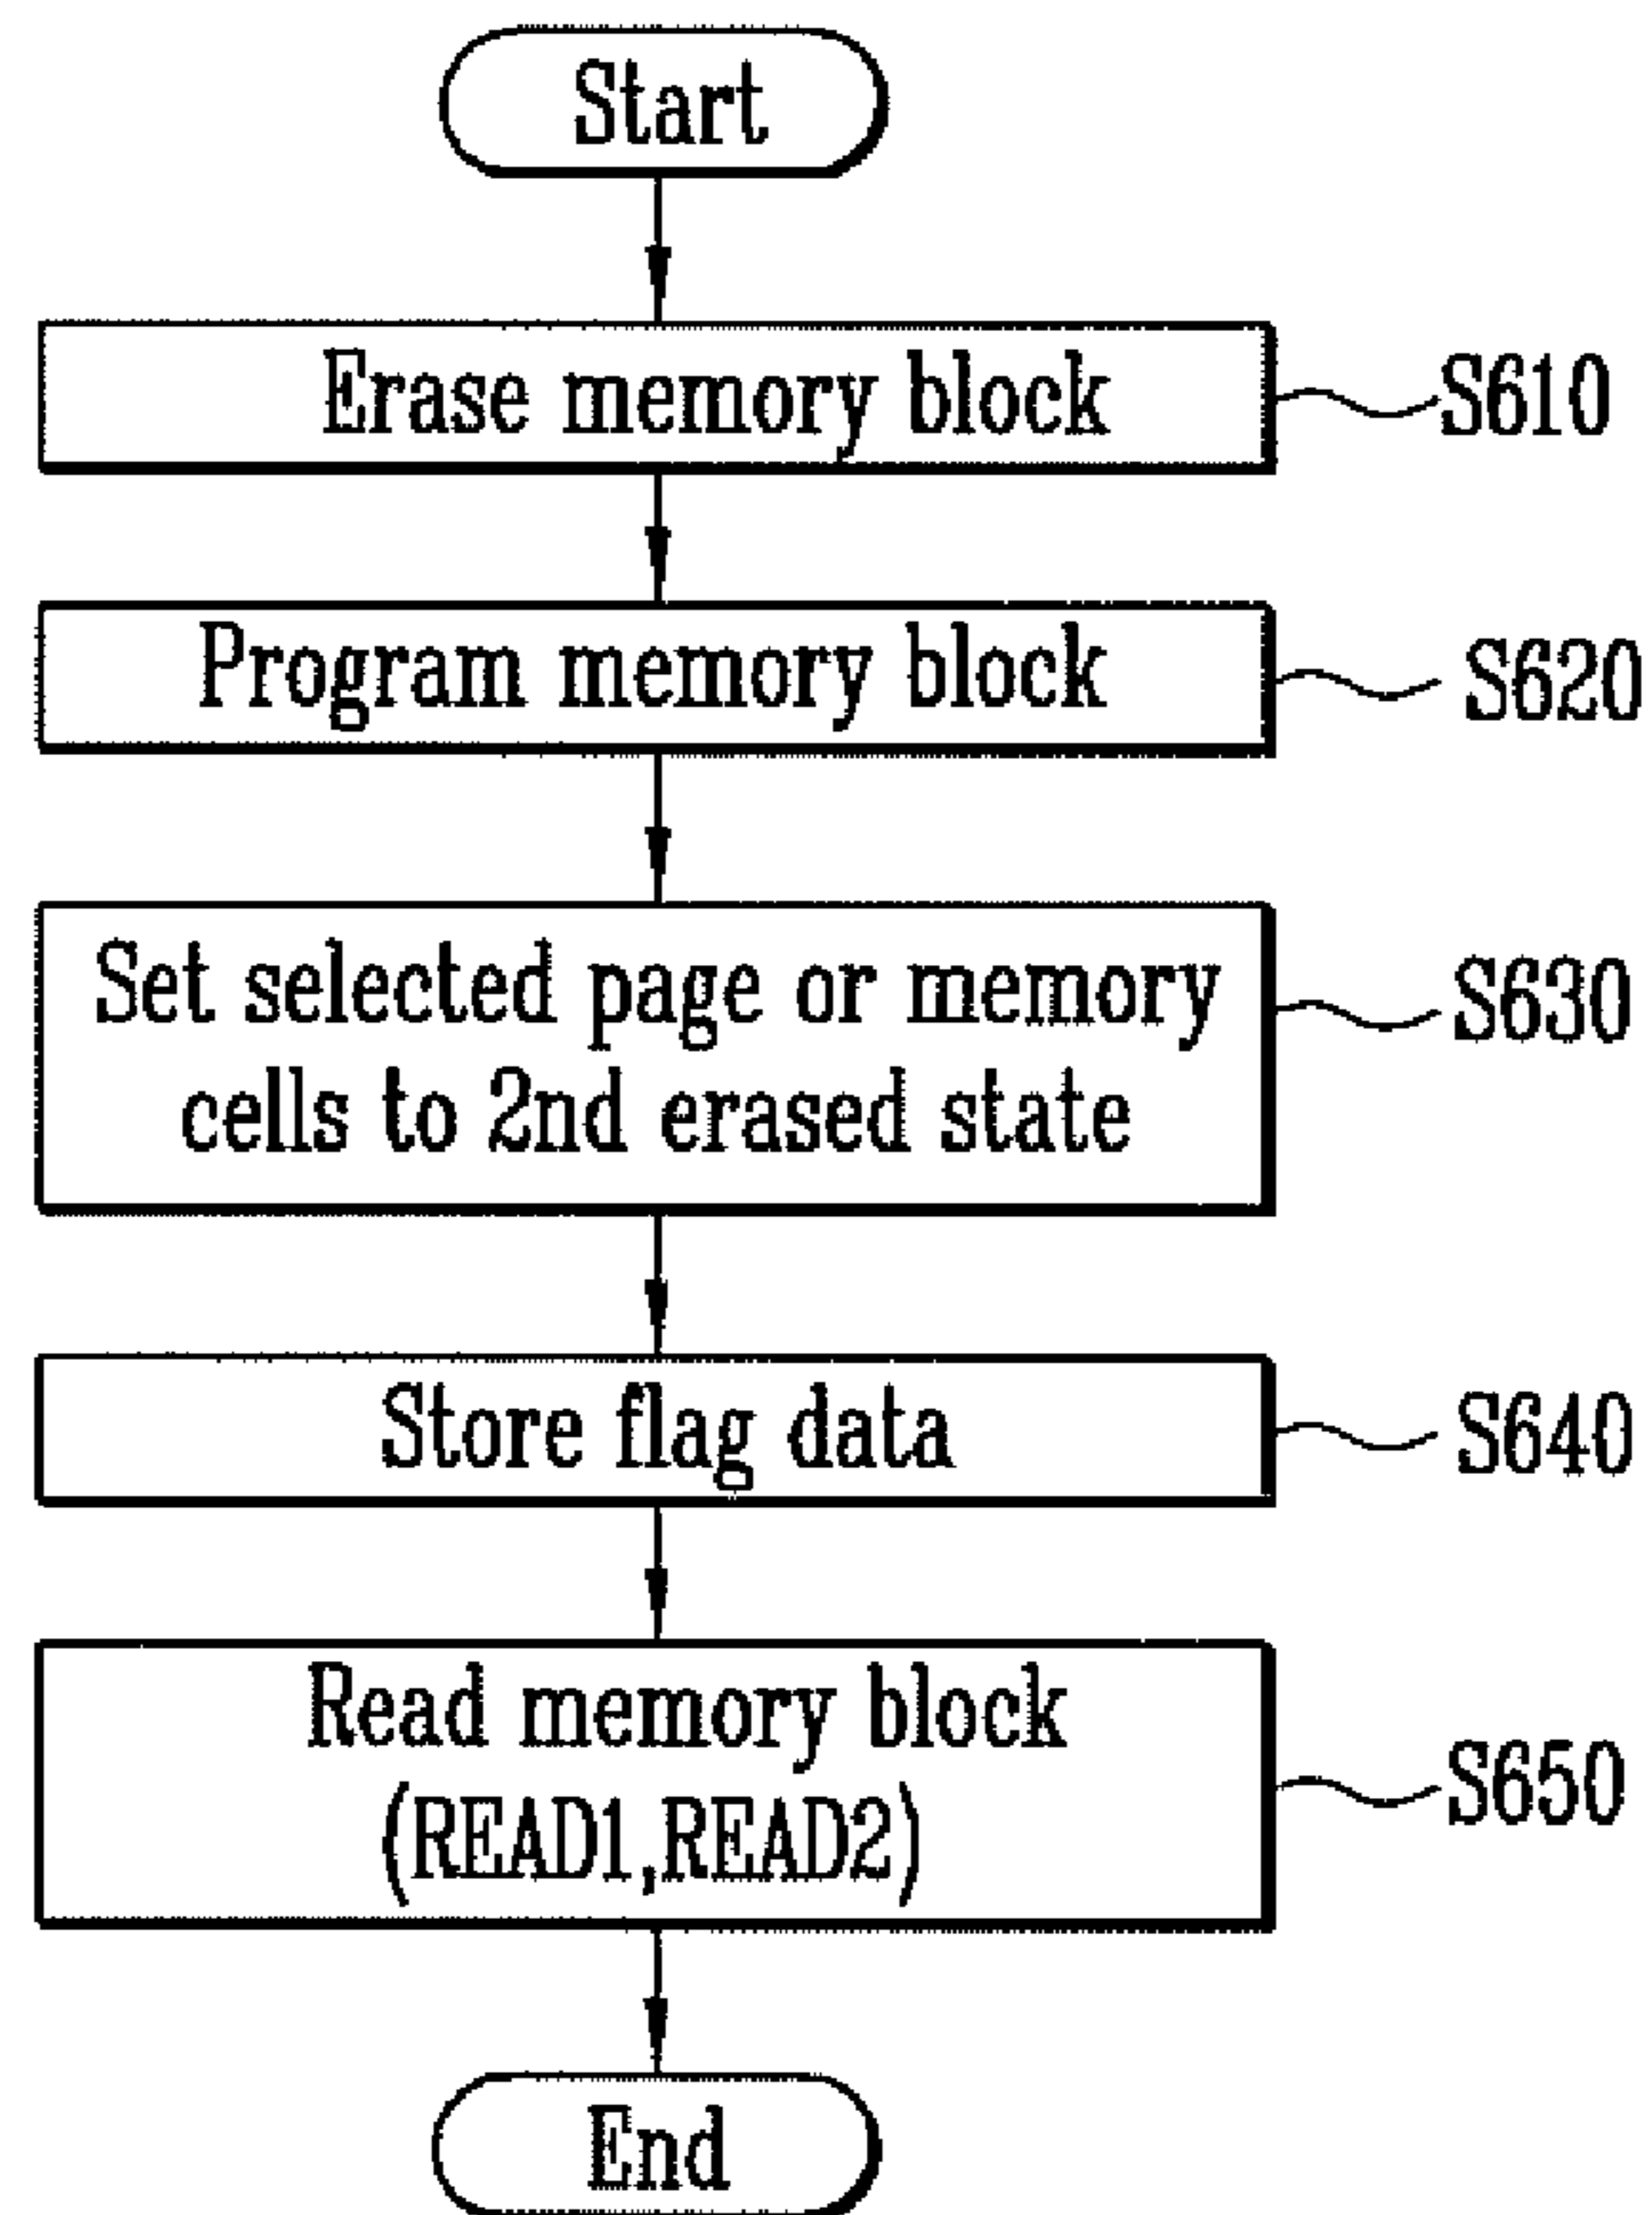 Start
Erase memory block
S610
Program memory block
S620
Set selected page or memory
cells to 2nd erased state
S630
Store flag data
S640
Read memory block
(READ1,READ2)
S650
End